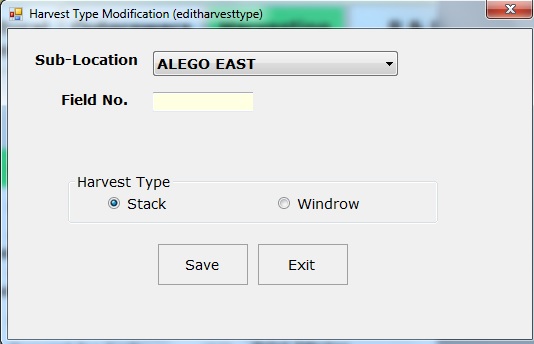 Harvest Type Modification (editharvesttype)
Sub-Location ALEGO EAST
Field No.
Harvest Type
Stack Windrow
Save Exit